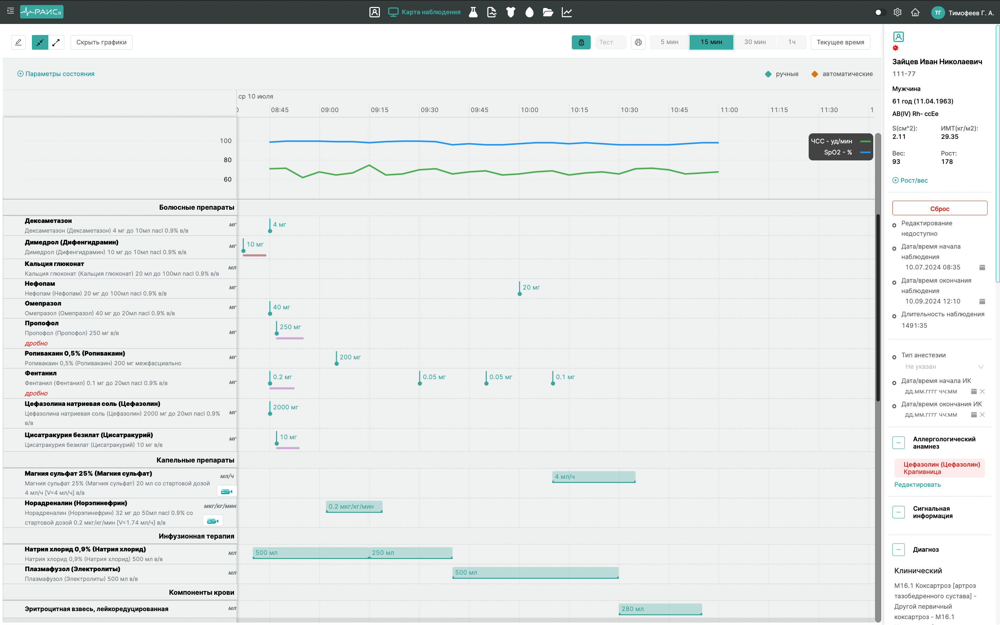 РАИСа
Карта наблюдения
ТГ
Тимофеев Г. А.
Скрыть графики
Тест
5 мин
15 мин
30 мин
1ч
Текущее время
Параметры состояния
ручные
автоматические
ср 10 июля
08:45
09:00
09:15
09:30
09:45
10:00
10:15
10:30
10:45
11:00
11:15
11:30
1
100
80
60
ЧСС - уд/мин
SpO2 - %
Болюсные препараты
Дексаметазон
Дексаметазон (Дексаметазон) 4 мг до 10мл nacl 0.9% в/в
мг
4 мг
Димедрол (Дифенгидрамин)
Димедрол (Дифенгидрамин) 10 мг до 10мл nacl 0.9% в/в
мг
10 мг
Кальция глюконат
Кальция глюконат (Кальция глюконат) 20 мл до 100мл nacl 0.9% в/в
мл
Нефопам
Нефопам (Нефопам) 20 мг до 100мл nacl 0.9% в/в
мг
20 мг
Омепразол
Омепразол (Омепразол) 40 мг до 20мл nacl 0.9% в/в
мг
40 мг
Пропофол
Пропофол (Пропофол) 250 мг в/в
дробно
мг
250 мг
Ропивакаин 0,5% (Ропивакаин)
Ропивакаин 0,5% (Ропивакаин) 200 мг межфасциально
мг
200 мг
Фентанил
Фентанил (Фентанил) 0.1 мг до 20мл nacl 0.9% в/в
дробно
мг
0.2 мг
0.05 мг
0.05 мг
0.1 мг
Цефазолина натриевая соль (Цефазолин)
Цефазолина натриевая соль (Цефазолин) 2000 мг до 20мл nacl 0.9%
в/в
мг
2000 мг
Цисатракурия безилат (Цисатракурий)
Цисатракурия безилат (Цисатракурий) 10 мг в/в
мг
10 мг
Капельные препараты
Магния сульфат 25% (Магния сульфат)
Магния сульфат 25% (Магния сульфат) 20 мл со стартовой дозой
4 мл/ч [V=4 мл/ч] в/в
мл/ч
4 мл/ч
Норадреналин (Норэпинефрин)
Норадреналин (Норэпинефрин) 32 мг до 50мл nacl 0.9% со
стартовой дозой 0.2 мкг/кг/мин [V=1.74 мл/ч] в/в
мкг/кг/мин
0.2 мкг/кг/мин
Инфузионная терапия
Натрия хлорид 0,9% (Натрия хлорид)
Натрия хлорид 0,9% (Натрия хлорид) 500 мл в/в
мл
500 мл
250 мл
Плазмафузол (Электролиты)
Плазмафузол (Электролиты) 500 мл в/в
мл
500 мл
Компоненты крови
Эритроцитная взвесь, лейкоредуцированная
мл
280 мл
Зайцев Иван Николаевич
111-77
Мужчина
61 год (11.04.1963)
AB(IV) Rh- ccEe
S(см^2):
2.11
ИМТ(кг/м2):
29.35
Вес:
93
Рост:
178
Рост/вес
Сброс
Редактирование
недоступно
Дата/время начала
наблюдения
10.07.2024 08:35
Дата/время окончания
наблюдения
10.09.2024 12:10
Длительность наблюдения
1491:35
Тип анестезии
Не указан
Дата/время начала ИК
дд.мм.гггг чч:мм
Дата/время окончания ИК
дд.мм.гггг чч:мм
Аллергологический
анамнез
Цефазолин (Цефазолин)
Крапивница
Редактировать
Сигнальная
информация
Диагноз
Клинический
M16.1 Коксартроз [артроз
тазобедренного сустава] -
Другой первичный
коксартроз - M16.1